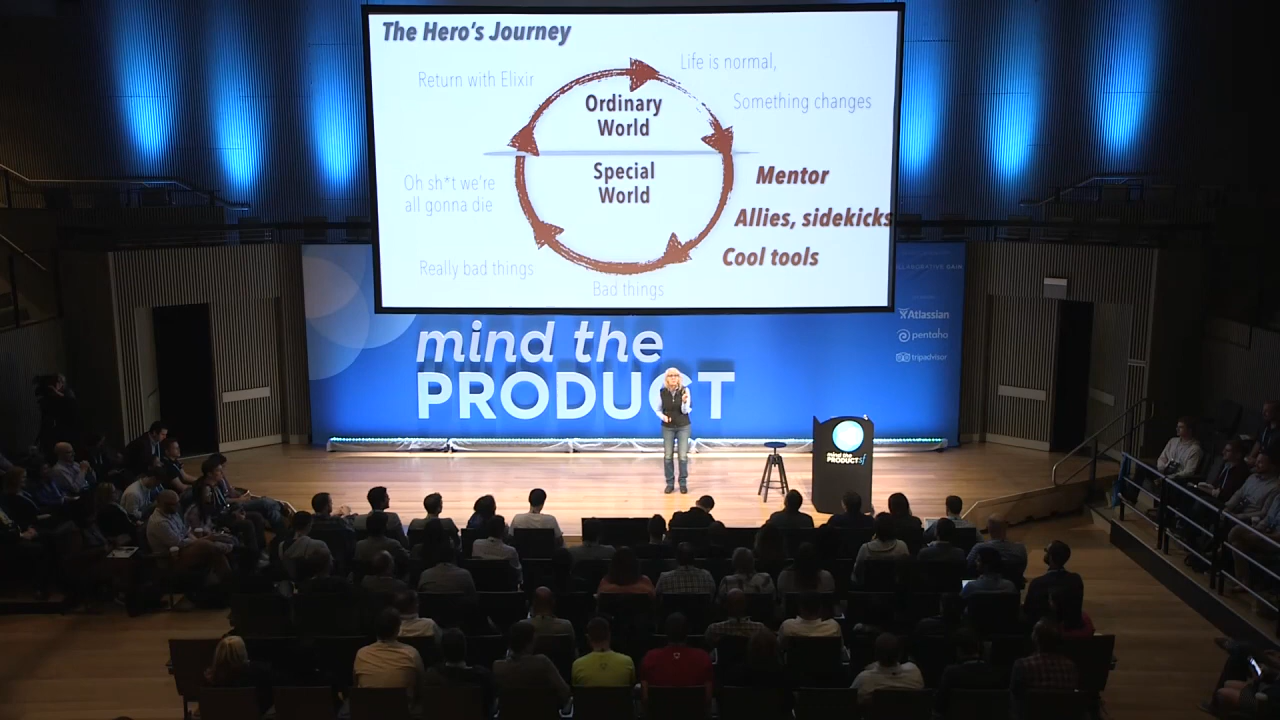 The Hero's Journey
Life is normal,
Return with Elixir
Something changes
Ordinary
World
Special
World
Mentor
Oh sh*t we're
all gonna die
Allies, sidekicks
Cool tools
Really bad things
Bad things
mind the
PRODUCT
GAIN
Atlassian
pentaho
tripadvisor
mind the
PRODUCTsf